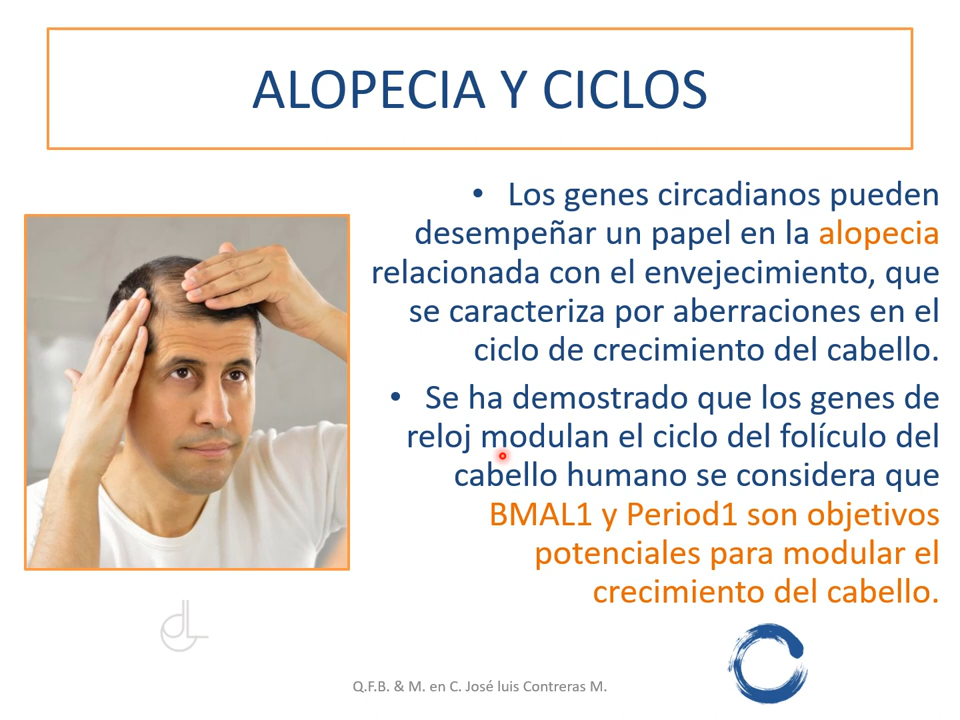 ALOPECIA Y CICLOS
• Los genes circadianos pueden
desempeñar un papel en la alopecia
relacionada con el envejecimiento, que
se caracteriza por aberraciones en el
ciclo de crecimiento del cabello.
• Se ha demostrado que los genes de
reloj modulan el ciclo del folículo del
cabello humano se considera que
BMAL1 y Period1 son objetivos
potenciales para modular el
crecimiento del cabello.
dL
Q.F.B. & M. en C. José luis Contreras M.